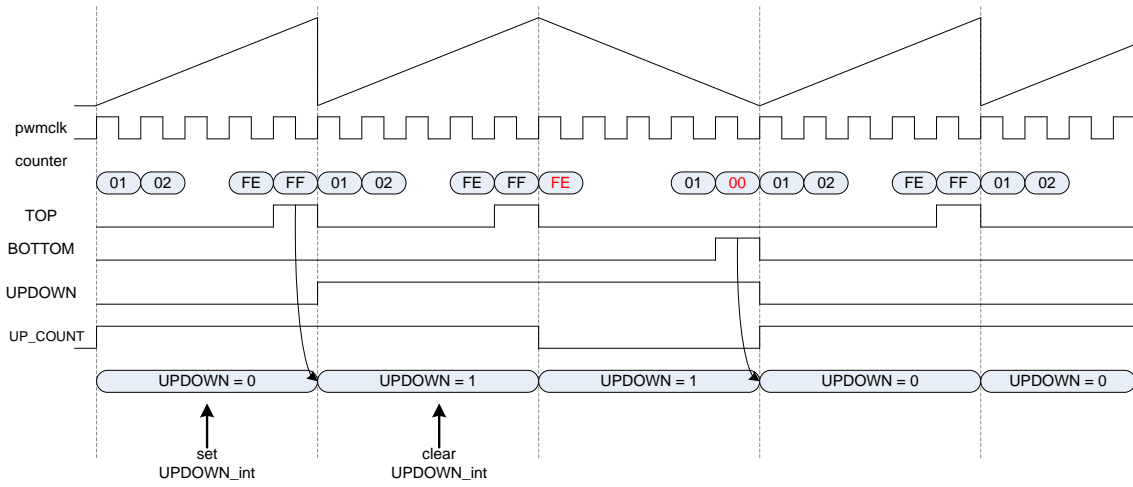 pwmclk
counter
01 02 FE FF 01 02 FE FF FE 01 00 01 02 FE FF 01 02
TOP
BOTTOM
UPDOWN
UP_COUNT
UPDOWN = 0 UPDOWN = 1 UPDOWN = 1 UPDOWN = 0 UPDOWN = 0
set
UPDOWN_int
clear
UPDOWN_int